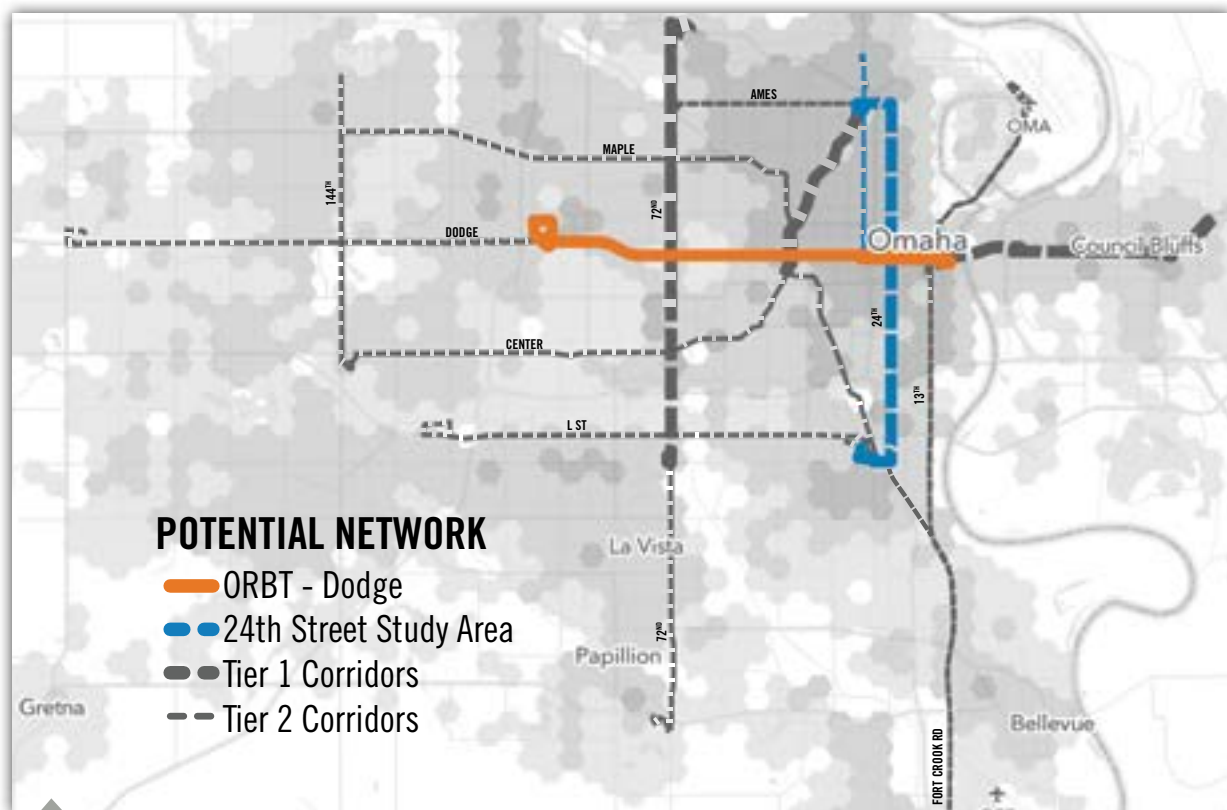 AMES
OMA
MAPLE
144TH
72ND
DODGE
Omaha
Council Bluffs
24TH
CENTER
13TH
L ST
POTENTIAL NETWORK
La Vista
ORBT - Dodge
24th Street Study Area
72ND
Papillion
Tier 1 Corridors
Gretna
Tier 2 Corridors
Bellevue
FORT CROOK RD